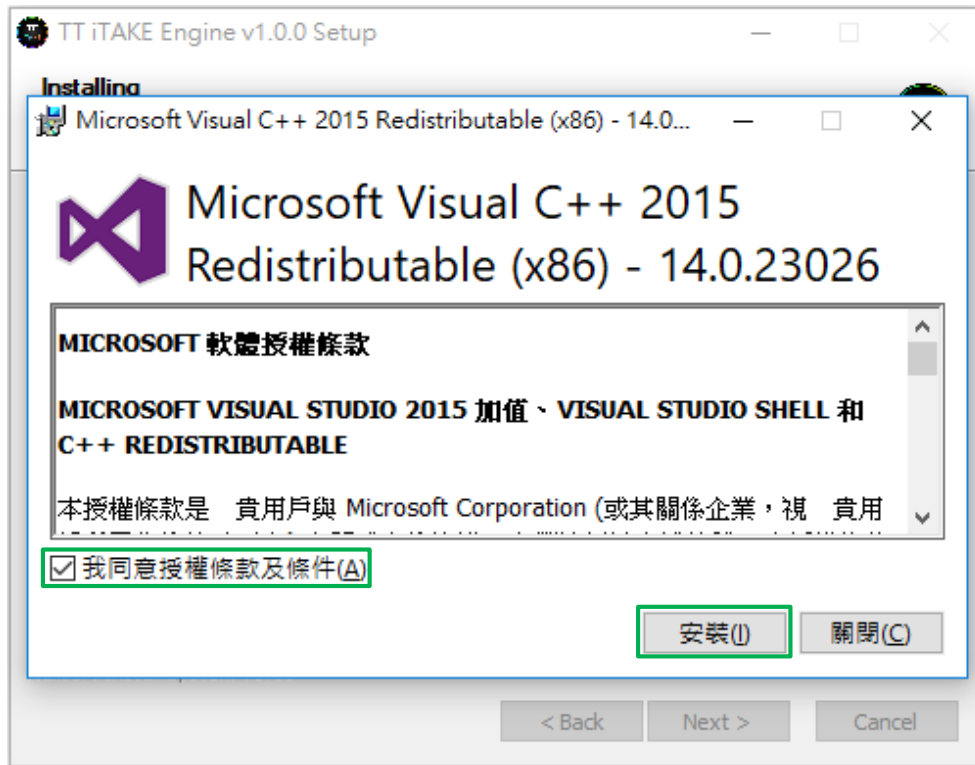 TT iTAKE Engine v1.0.0 Setup
Installing
Microsoft Visual C++ 2015 Redistributable (x86) - 14.0...
Microsoft Visual C++ 2015
Redistributable (x86) - 14.0.23026
MICROSOFT 軟體授權條款
MICROSOFT VISUAL STUDIO 2015 加值、VISUAL STUDIO SHELL 和
C++ REDISTRIBUTABLE
本授權條款是 貴用戶與 Microsoft Corporation (或其關係企業，視 貴用
我同意授權條款及條件(A)
安裝(I) 關閉(C)
< Back Next > Cancel